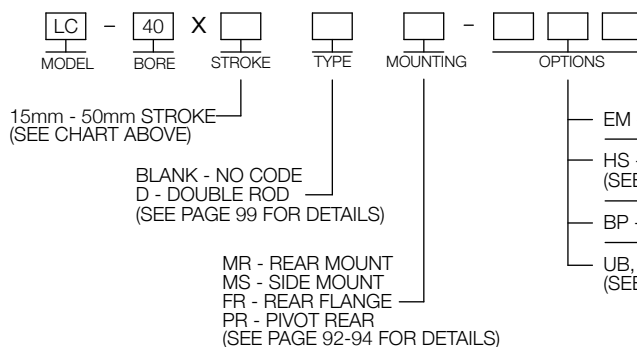 LC - 40 X -
MODEL BORE STROKE TYPE MOUNTING OPTIONS
15mm - 50mm STROKE
(SEE CHART ABOVE)
EM
BLANK - NO CODE
D - DOUBLE ROD
(SEE PAGE 99 FOR DETAILS)
HS -
(SEE
BP -
UB,
(SEE
MR - REAR MOUNT
MS - SIDE MOUNT
FR - REAR FLANGE
PR - PIVOT REAR
(SEE PAGE 92-94 FOR DETAILS)